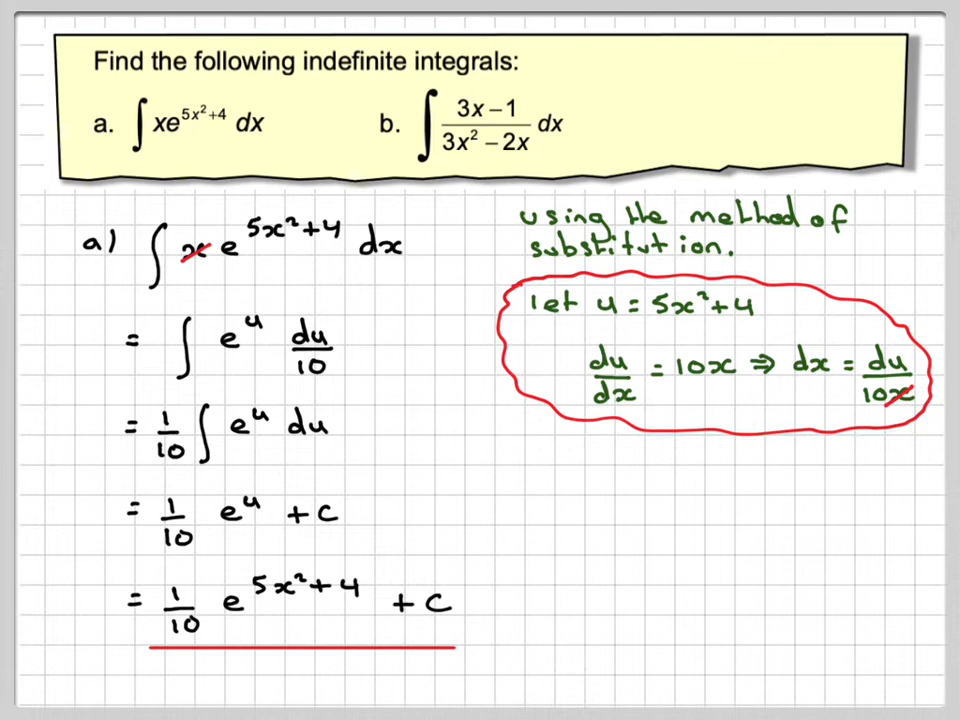 Find the following indefinite integrals:
a. ∫ xe^(5x²+4) dx b. ∫ (3x – 1)/(3x² – 2x) dx
a) ∫ x e^(5x²+4) dx
= ∫ e^u du/10
= 1/10 ∫ e^u du
= 1/10 e^u + c
= 1/10 e^(5x²+4) + c
using the method of
substitution.
let u = 5x²+4
du/dx = 10x ⇒ dx = du/10x